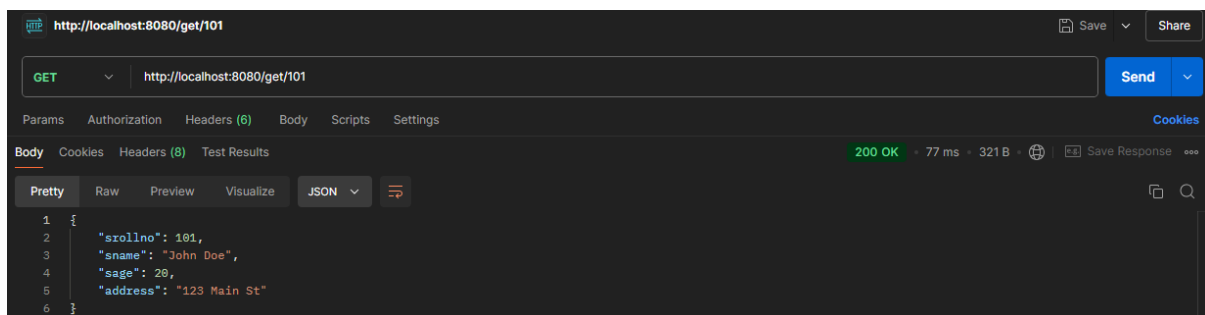 HTTP http://localhost:8080/get/101 Save Share
GET http://localhost:8080/get/101 Send
Params Authorization Headers (6) Body Scripts Settings Cookies
Body Cookies Headers (8) Test Results 200 OK 77 ms 321 B e.g. Save Response
Pretty Raw Preview Visualize JSON
1 {
2 "srollno": 101,
3 "sname": "John Doe",
4 "sage": 20,
5 "address": "123 Main St"
6 }